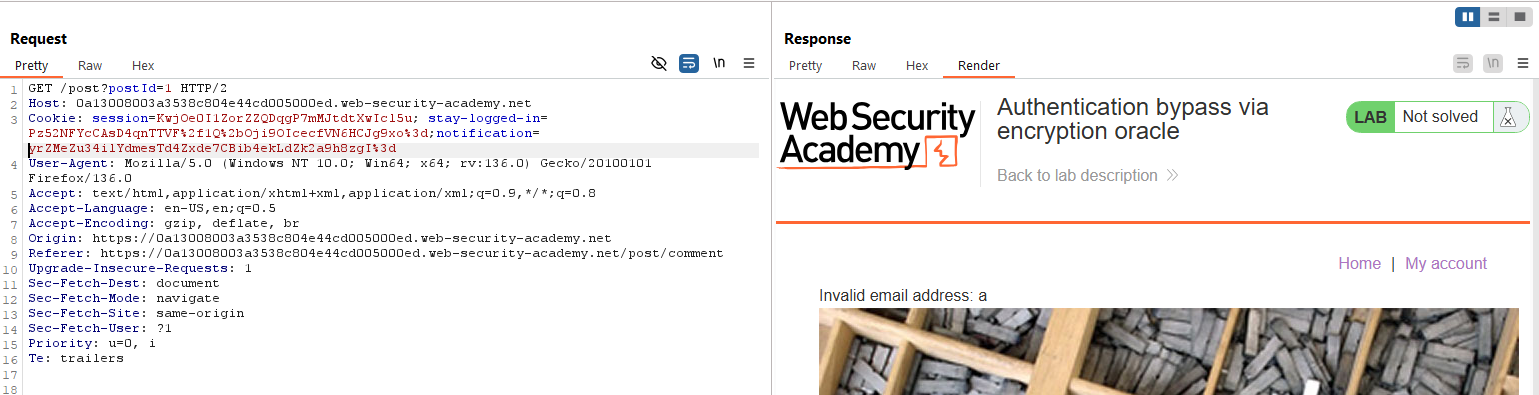 Request
Pretty Raw Hex
\n
1 GET /post?postId=1 HTTP/2
2 Host: 0a13008003a3538c804e44cd005000ed.web-security-academy.net
3 Cookie: session=KwjOeOI1ZorZZQDqgP7mMJtdtXwIc15u; stay-logged-in=
Pz52NFYcCAsD4qnTTVF%2f1Q%2bOji9OIcecfVN6HCJg9xo%3d;notification=
yrZMeZu34i1YdmesTd4Zxde7CBib4ekLdZk2a9h8zgI%3d
4 User-Agent: Mozilla/5.0 (Windows NT 10.0; Win64; x64; rv:136.0) Gecko/20100101
Firefox/136.0
5 Accept: text/html,application/xhtml+xml,application/xml;q=0.9,*/*;q=0.8
6 Accept-Language: en-US,en;q=0.5
7 Accept-Encoding: gzip, deflate, br
8 Origin: https://0a13008003a3538c804e44cd005000ed.web-security-academy.net
9 Referer: https://0a13008003a3538c804e44cd005000ed.web-security-academy.net/post/comment
10 Upgrade-Insecure-Requests: 1
11 Sec-Fetch-Dest: document
12 Sec-Fetch-Mode: navigate
13 Sec-Fetch-Site: same-origin
14 Sec-Fetch-User: ?1
15 Priority: u=0, i
16 Te: trailers
17
18
Response
Pretty Raw Hex Render
\n
Web Security
Academy
Authentication bypass via
encryption oracle
Back to lab description
LAB Not solved
Home | My account
Invalid email address: a